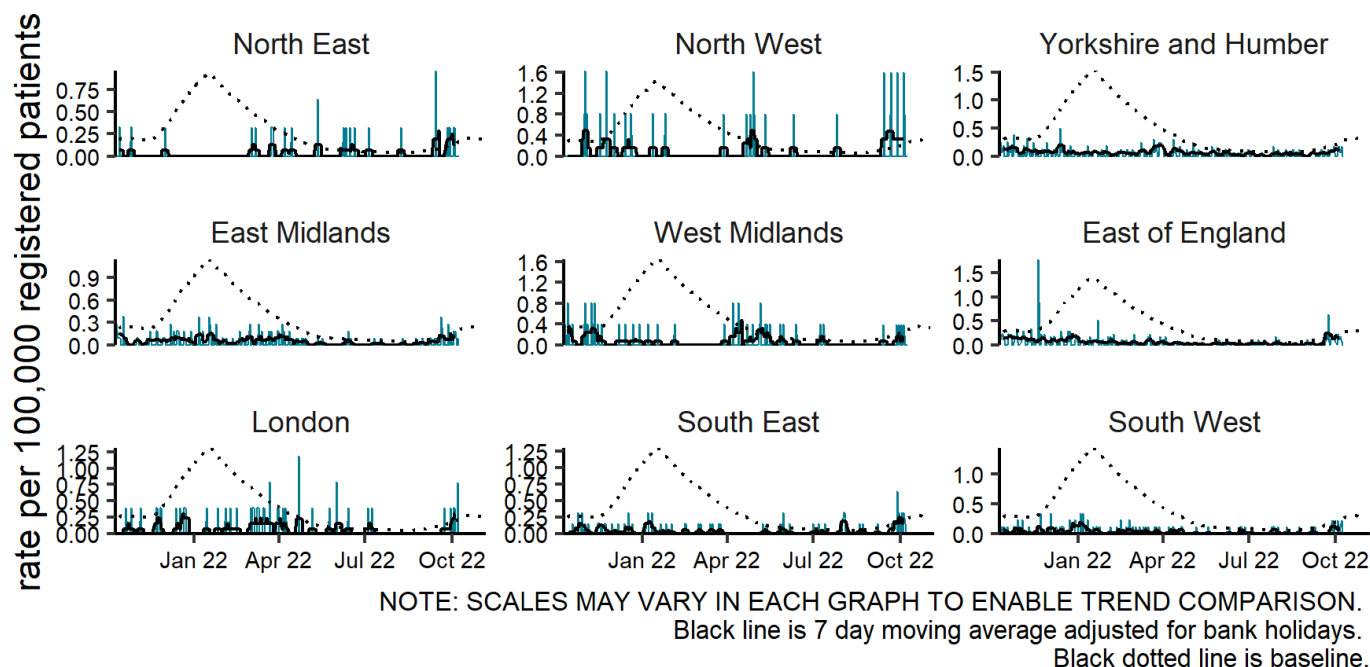 rate per 100,000 registered patients
North East
0.75
0.50
0.25
0.00
North West
1.6
1.2
0.8
0.4
0.0
Yorkshire and Humber
1.5
1.0
0.5
0.0
East Midlands
0.9
0.6
0.3
0.0
West Midlands
1.6
1.2
0.8
0.4
0.0
East of England
1.5
1.0
0.5
0.0
London
1.25
1.00
0.75
0.50
0.25
0.00
Jan 22 Apr 22 Jul 22 Oct 22
South East
1.25
1.00
0.75
0.50
0.25
0.00
Jan 22 Apr 22 Jul 22 Oct 22
South West
1.0
0.5
0.0
Jan 22 Apr 22 Jul 22 Oct 22
NOTE: SCALES MAY VARY IN EACH GRAPH TO ENABLE TREND COMPARISON.
Black line is 7 day moving average adjusted for bank holidays.
Black dotted line is baseline.